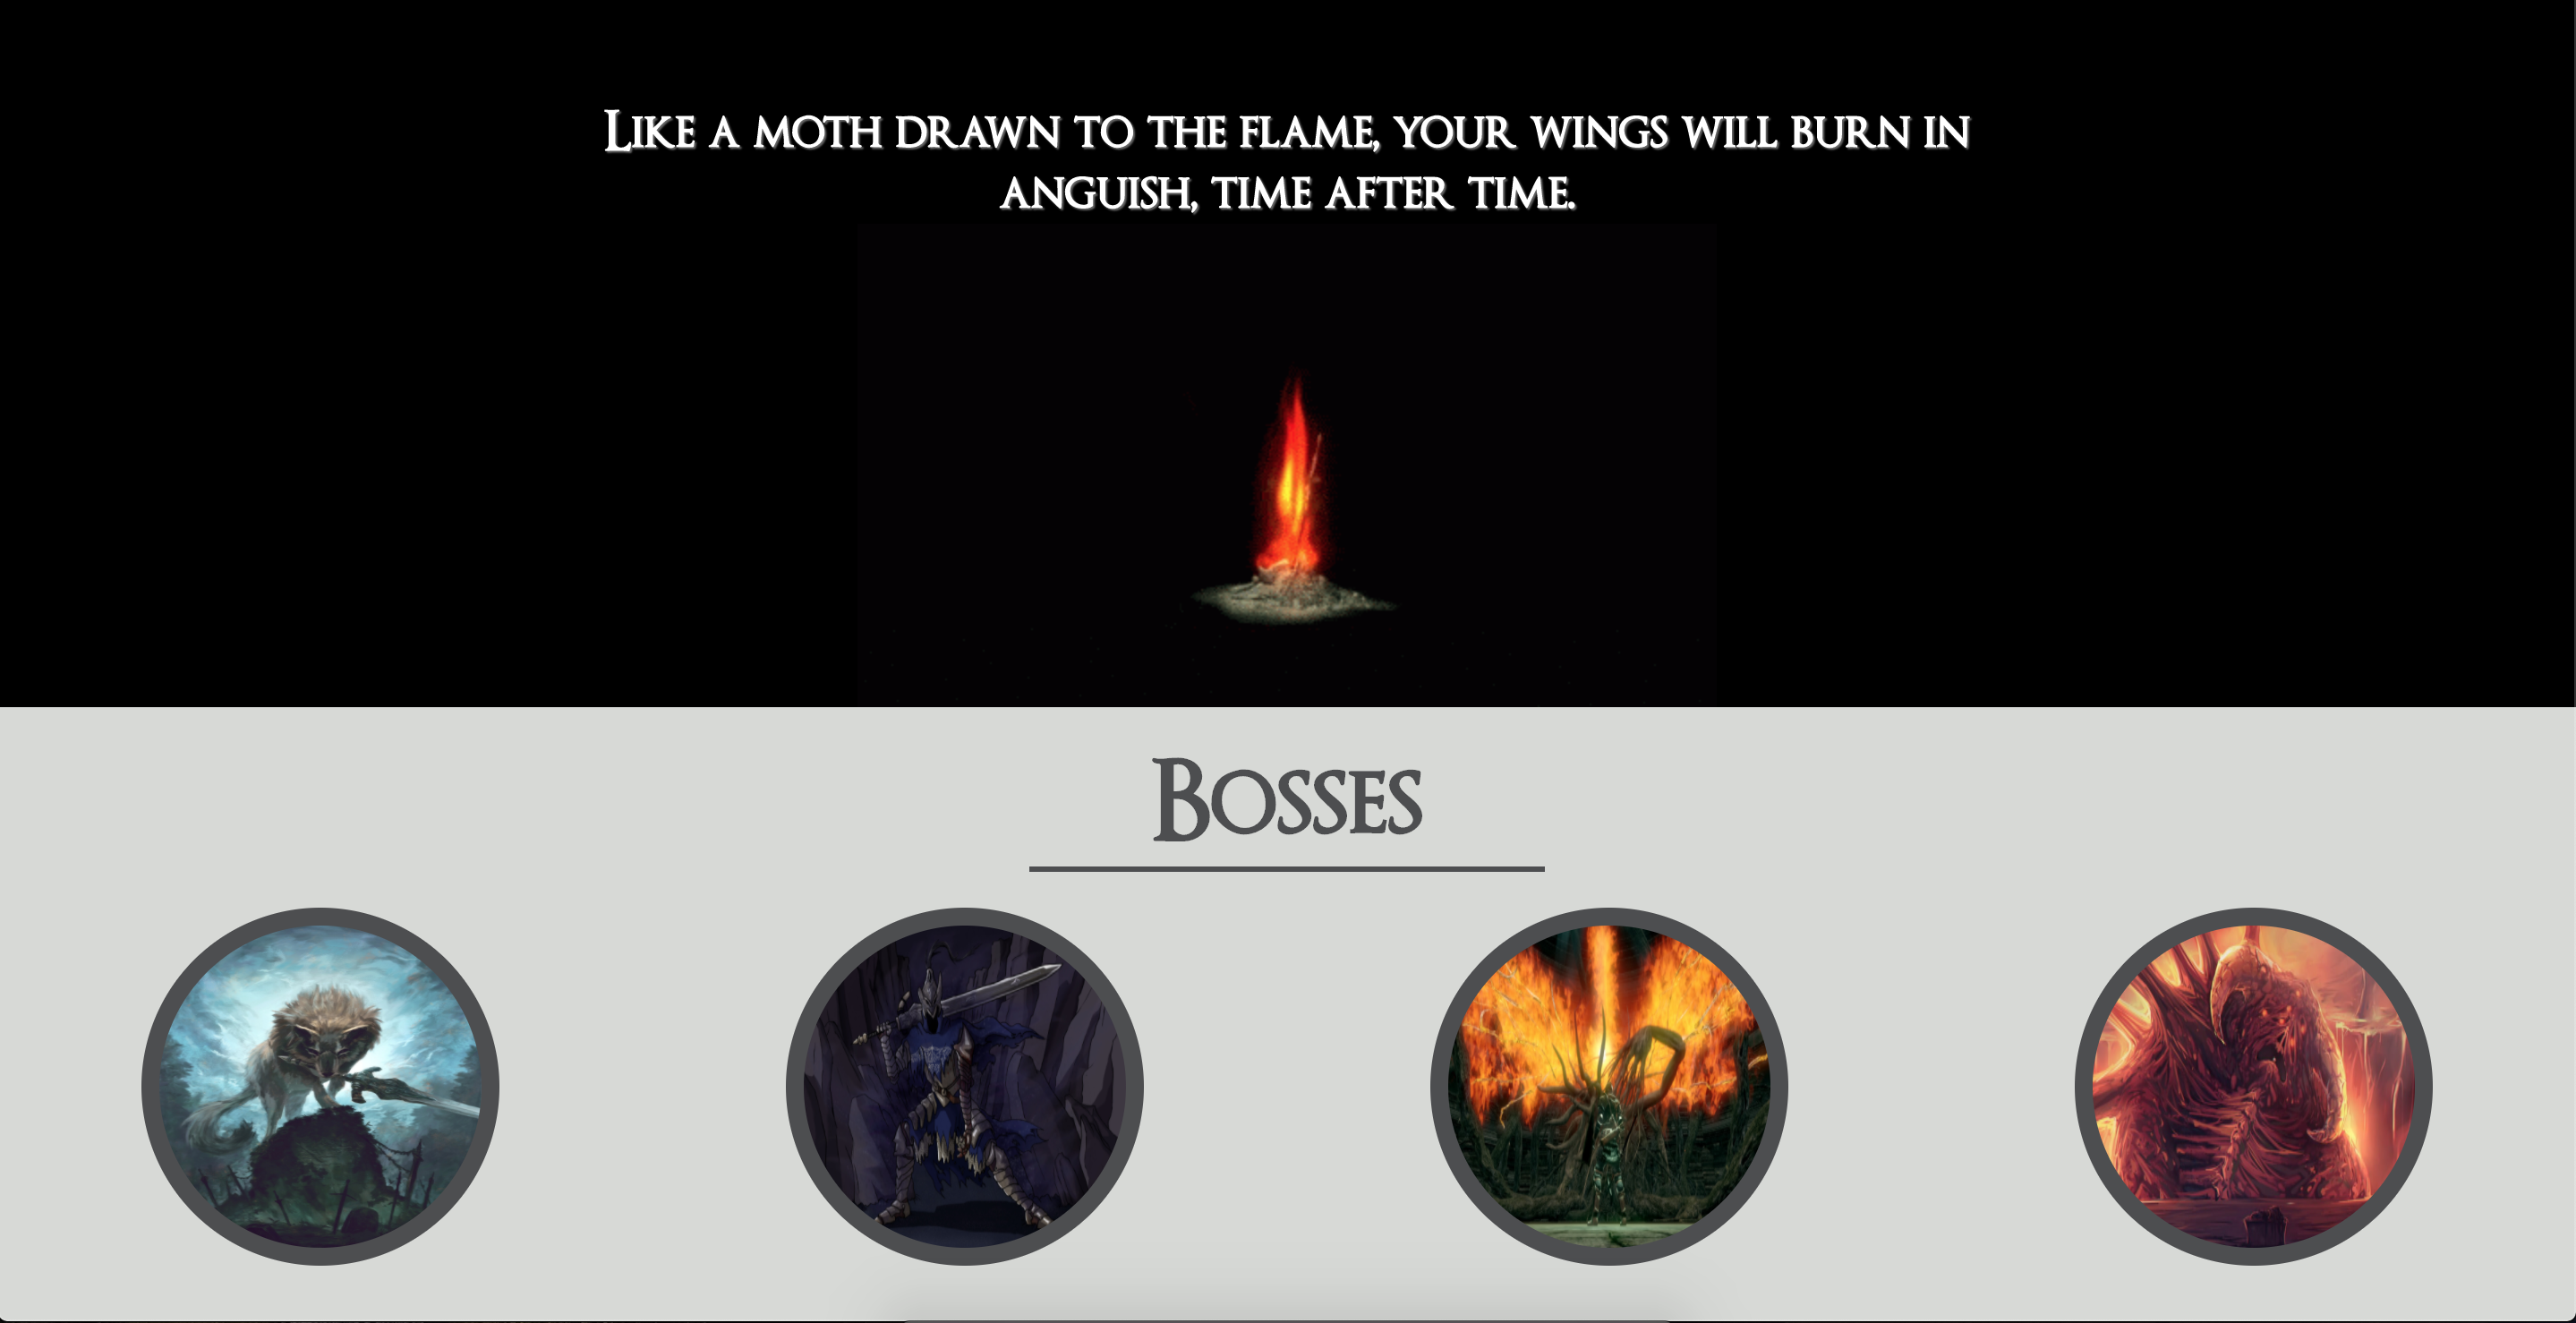 Like a moth drawn to the flame, your wings will burn in
anguish, time after time.
Bosses